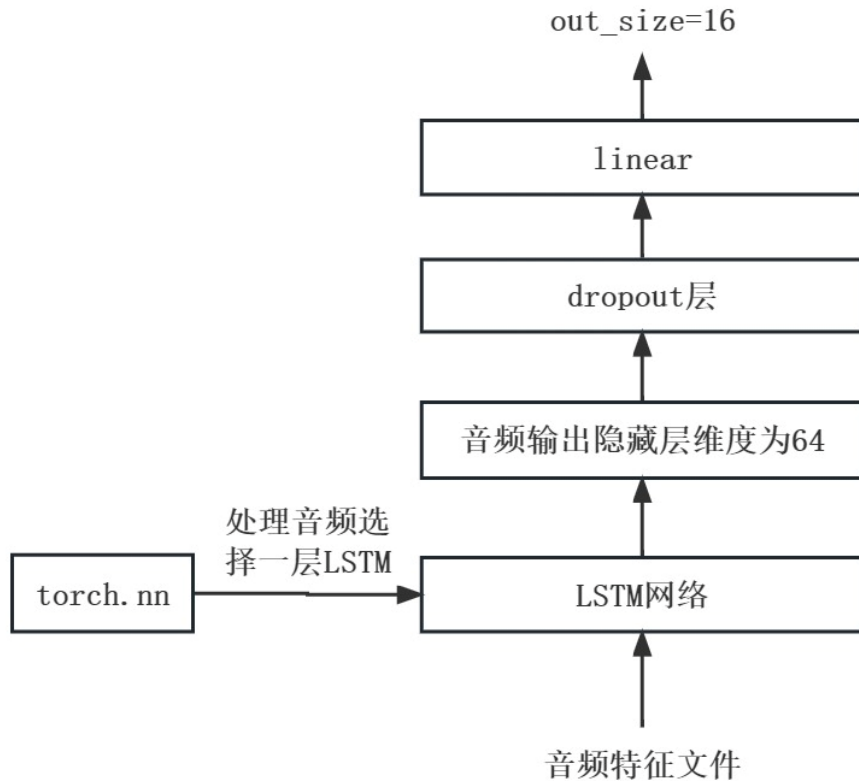 out_size=16
linear
dropout层
音频输出隐藏层维度为64
处理音频选
择一层LSTM
torch.nn
LSTM网络
音频特征文件